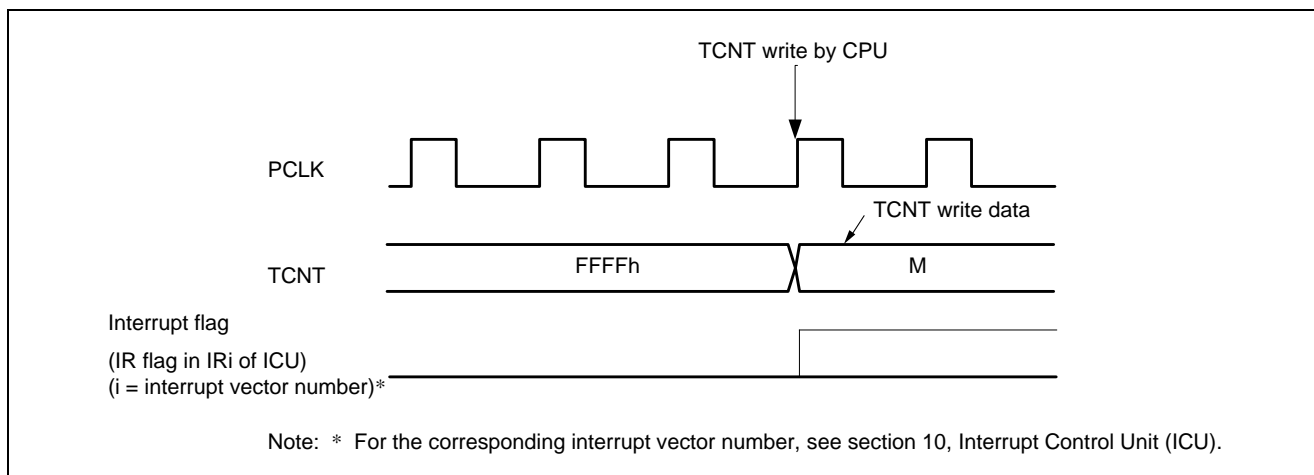 TCNT write by CPU
PCLK
TCNT write data
TCNT
FFFFh
M
Interrupt flag
(IR flag in IRi of ICU)
(i = interrupt vector number)*
Note: * For the corresponding interrupt vector number, see section 10, Interrupt Control Unit (ICU).